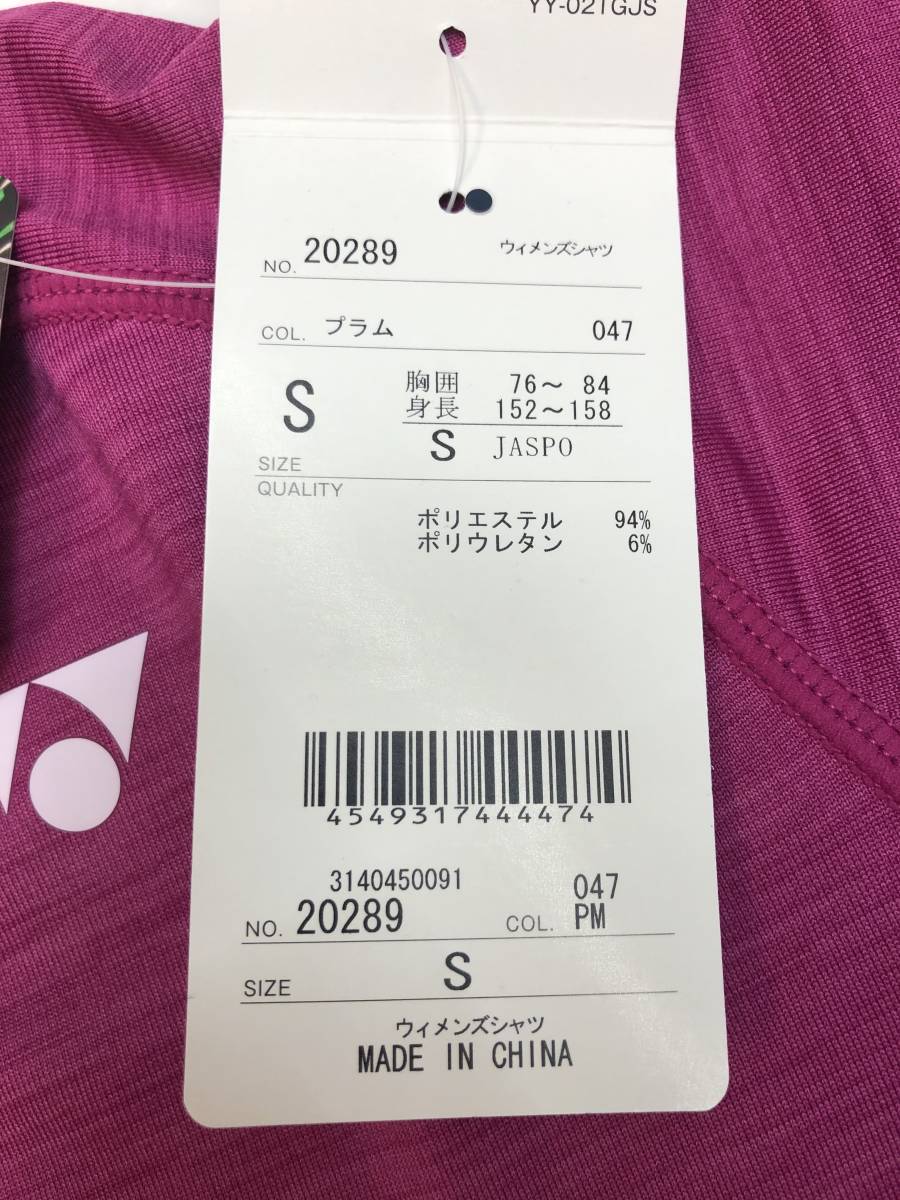 YY-021GJS
NO. 20289 ウィメンズシャツ
COL. プラム 047
S 胸囲 76～ 84
身長 152～158
SIZE S JASPO
QUALITY
ポリエステル 94%
ポリウレタン 6%
4549317444474
3140450091 047
NO. 20289 COL. PM
SIZE S
ウィメンズシャツ
MADE IN CHINA